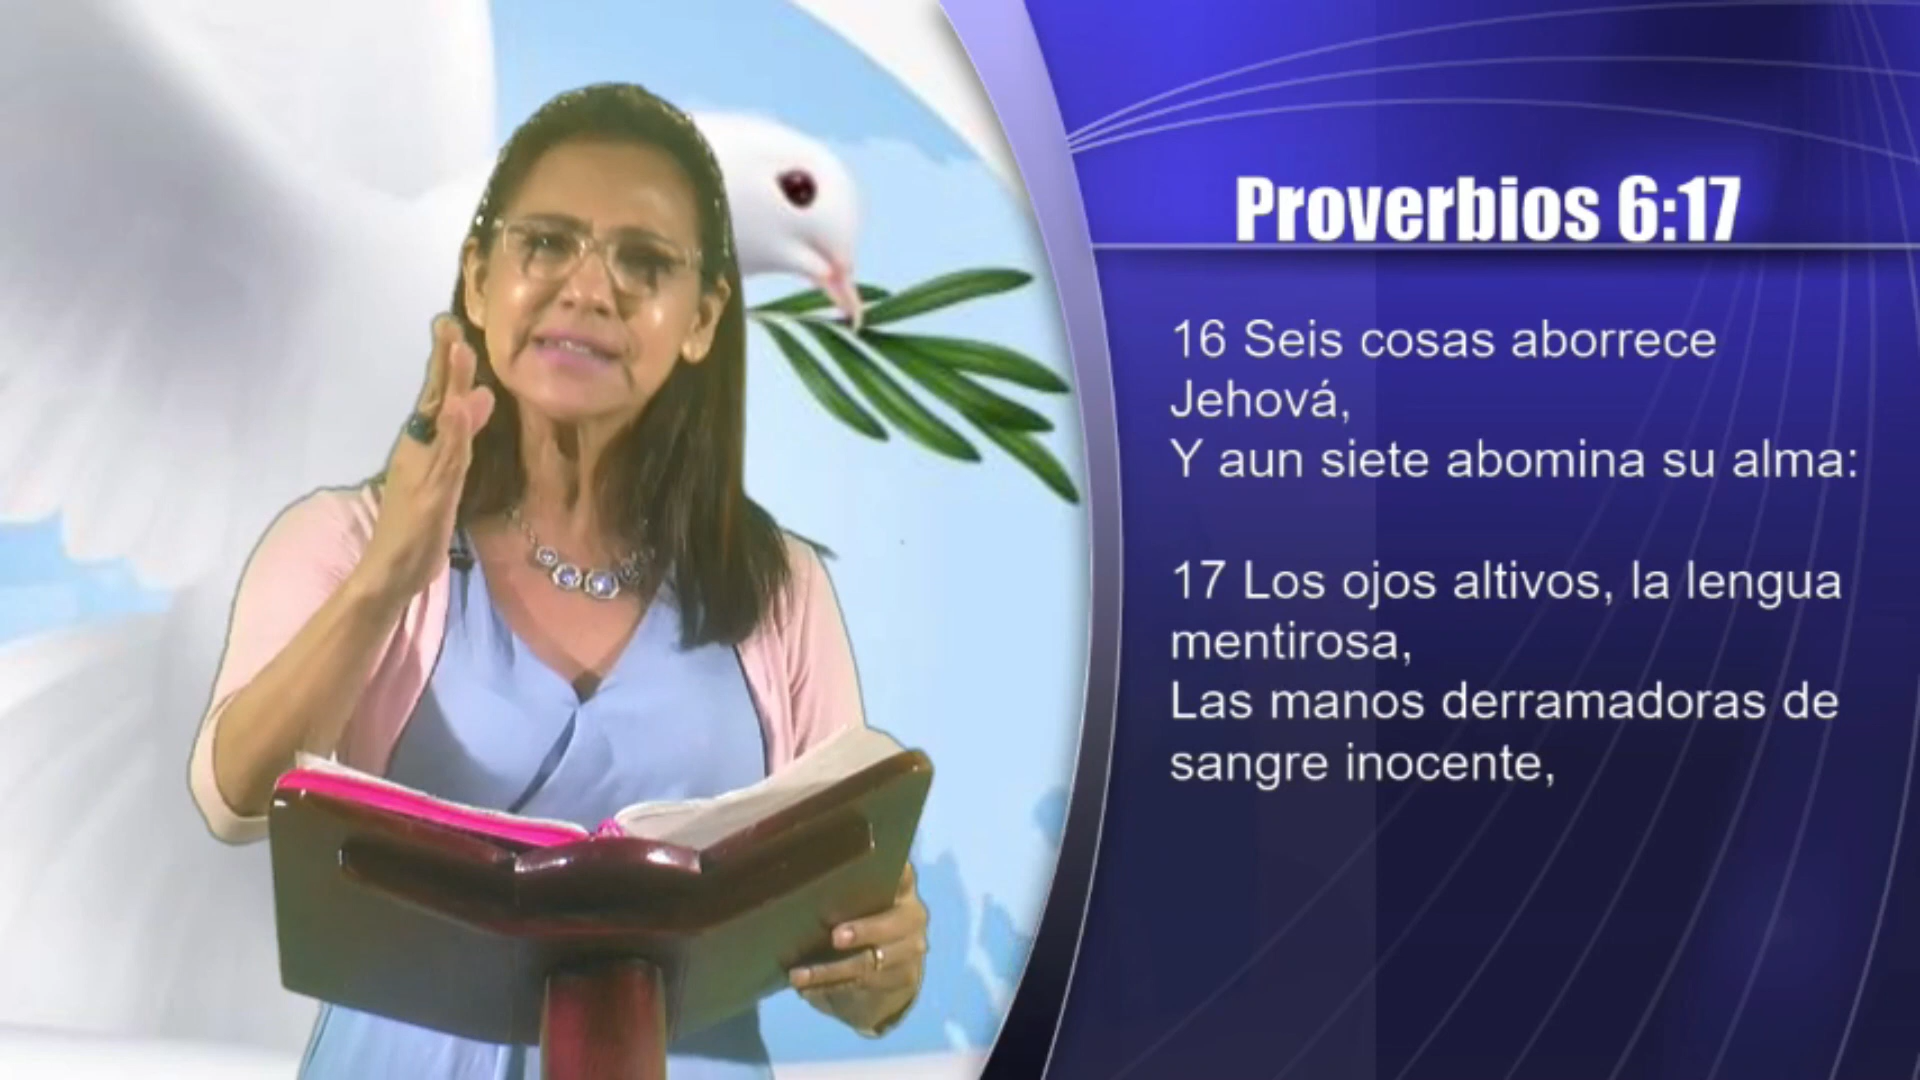 Proverbios 6:17
16 Seis cosas aborrece
Jehová,
Y aun siete abomina su alma:
17 Los ojos altivos, la lengua
mentirosa,
Las manos derramadoras de
sangre inocente,